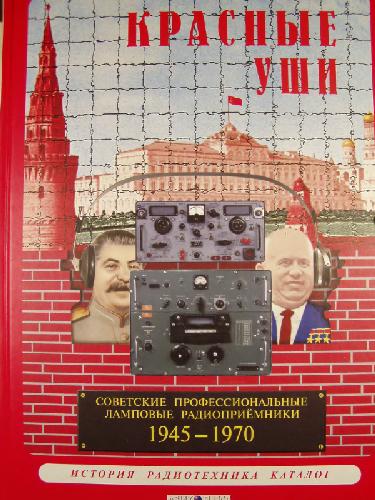 КРАСНЫЕ
УШИ
СОВЕТСКИЕ ПРОФЕССИОНАЛЬНЫЕ
ЛАМПОВЫЕ РАДИОПРИЁМНИКИ
1945–1970
ИСТОРИЯ РАДИОТЕХНИКА КАТАЛОГ